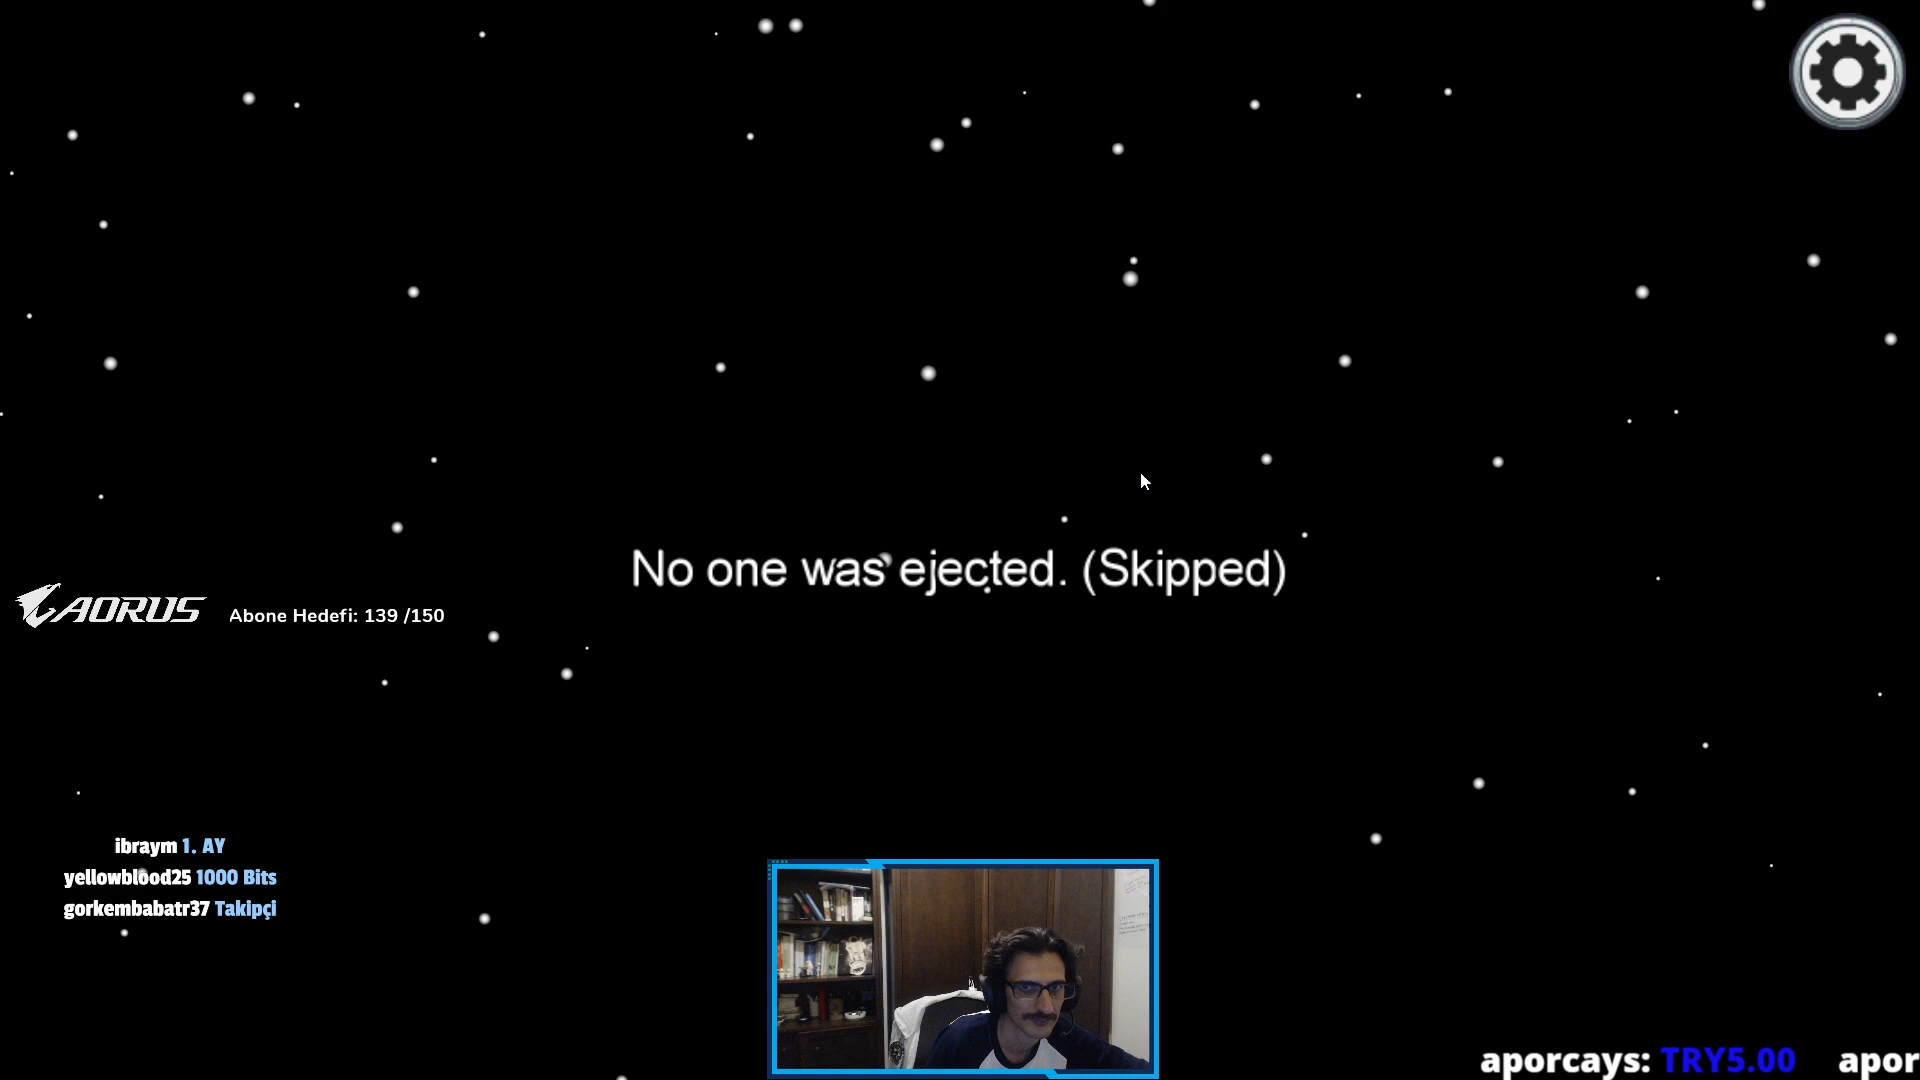 No one was ejected. (Skipped)
AORUS
Abone Hedefi: 139 /150
ibraym 1. AY
yellowblood25 1000 Bits
gorkembabatr37 Takipçi
aporcays: TRY5.00 apor